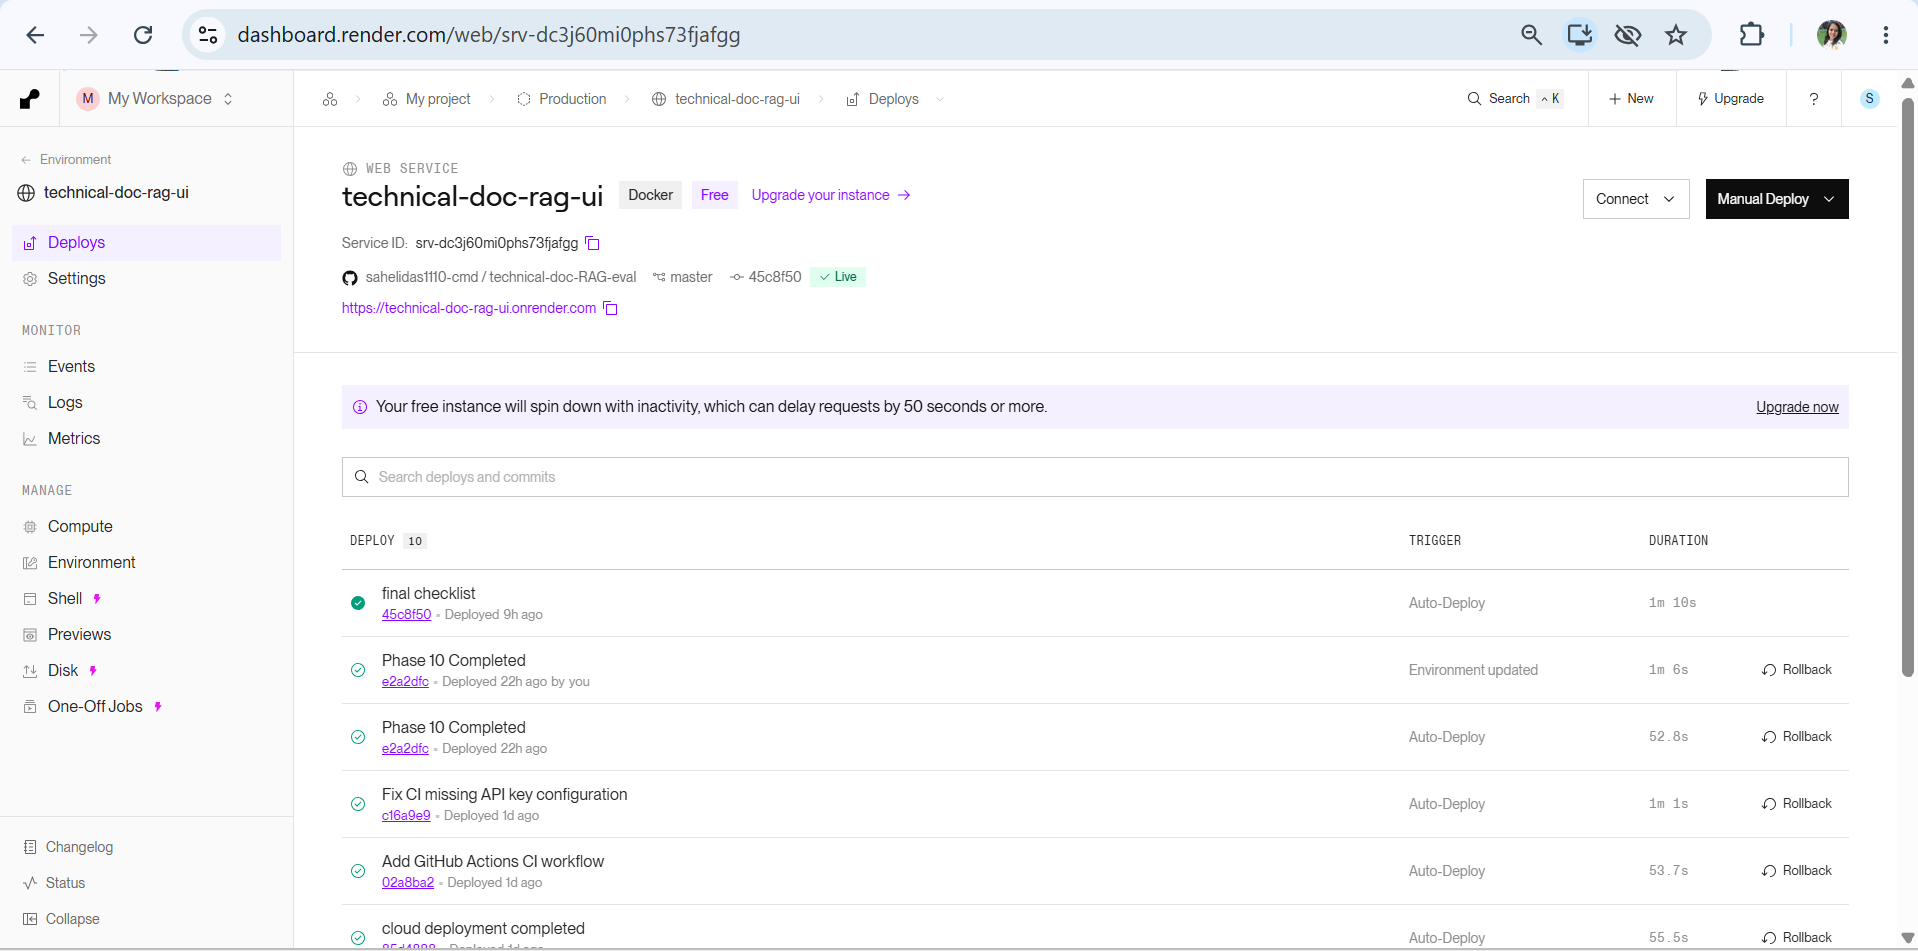 dashboard.render.com/web/srv-dc3j60mi0phs73fjafgg
M My Workspace
My project
Production
technical-doc-rag-ui
Deploys
Search ^ K
+ New
Upgrade
?
S
← Environment
technical-doc-rag-ui
Deploys
Settings
MONITOR
Events
Logs
Metrics
MANAGE
Compute
Environment
Shell
Previews
Disk
One-Off Jobs
Changelog
Status
Collapse
WEB SERVICE
technical-doc-rag-ui Docker Free Upgrade your instance →
Connect
Manual Deploy
Service ID: srv-dc3j60mi0phs73fjafgg
sahelidas1110-cmd / technical-doc-RAG-eval master 45c8f50 ✓ Live
https://technical-doc-rag-ui.onrender.com
Your free instance will spin down with inactivity, which can delay requests by 50 seconds or more. Upgrade now
Search deploys and commits
DEPLOY 10 TRIGGER DURATION
final checklist
45c8f50 • Deployed 9h ago
Auto-Deploy
1m 10s
Phase 10 Completed
e2a2dfc • Deployed 22h ago by you
Environment updated
1m 6s
Rollback
Phase 10 Completed
e2a2dfc • Deployed 22h ago
Auto-Deploy
52.8s
Rollback
Fix CI missing API key configuration
c16a9e9 • Deployed 1d ago
Auto-Deploy
1m 1s
Rollback
Add GitHub Actions CI workflow
02a8ba2 • Deployed 1d ago
Auto-Deploy
53.7s
Rollback
cloud deployment completed
Deployed 1d ago
Auto-Deploy
55.5s
Rollback